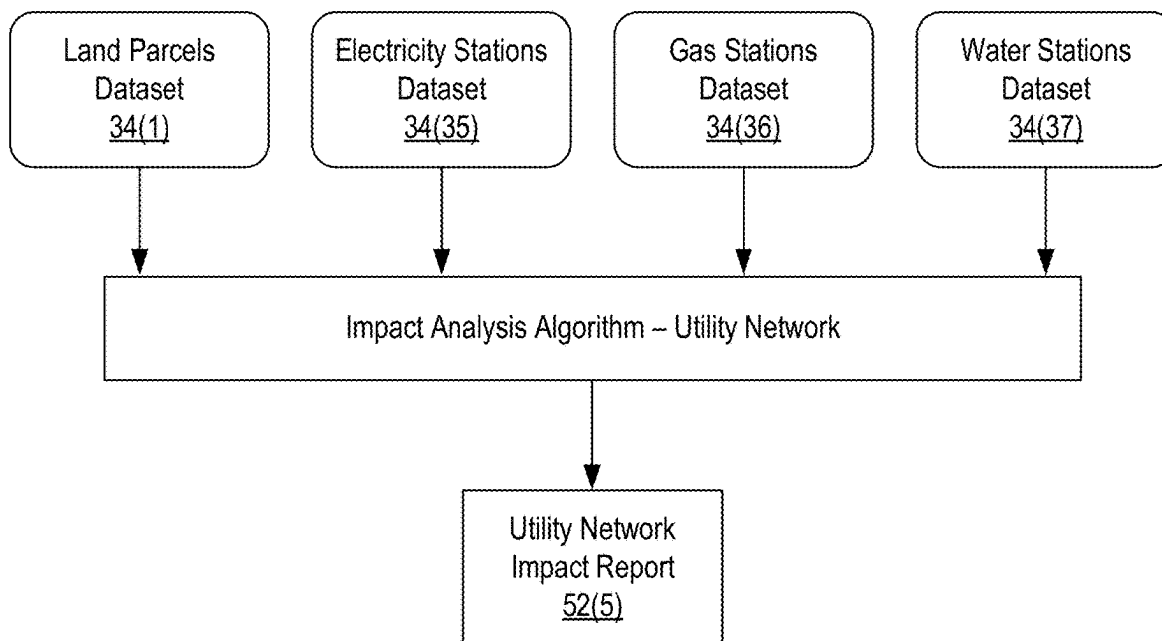 Land Parcels
Dataset
34(1)
Electricity Stations
Dataset
34(35)
Gas Stations
Dataset
34(36)
Water Stations
Dataset
34(37)
Impact Analysis Algorithm – Utility Network
Utility Network
Impact Report
52(5)